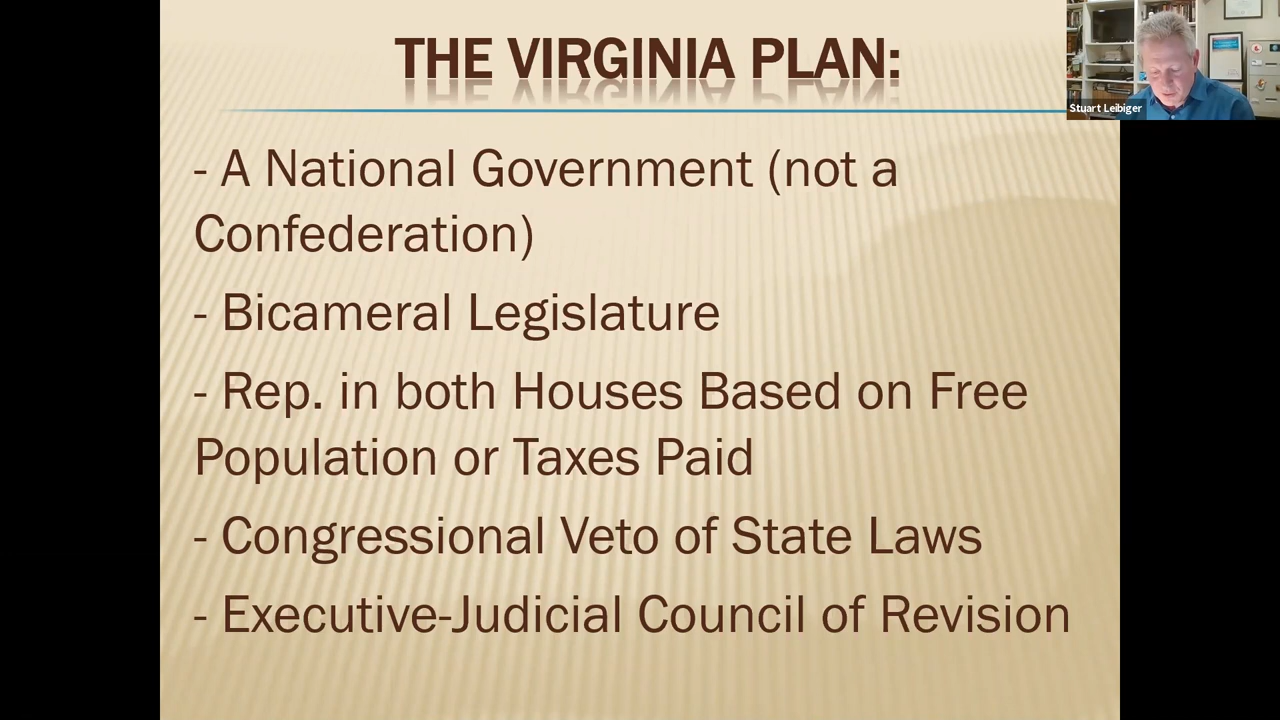 THE VIRGINIA PLAN:
Stuart Leibiger
- A National Government (not a
Confederation)
- Bicameral Legislature
- Rep. in both Houses Based on Free
Population or Taxes Paid
- Congressional Veto of State Laws
- Executive-Judicial Council of Revision